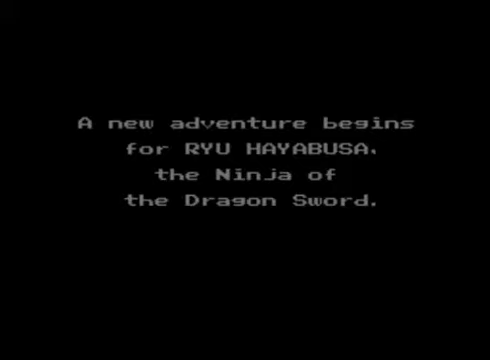 A new adventure begins
for RYU HAYABUSA,
the Ninja of
the Dragon Sword.